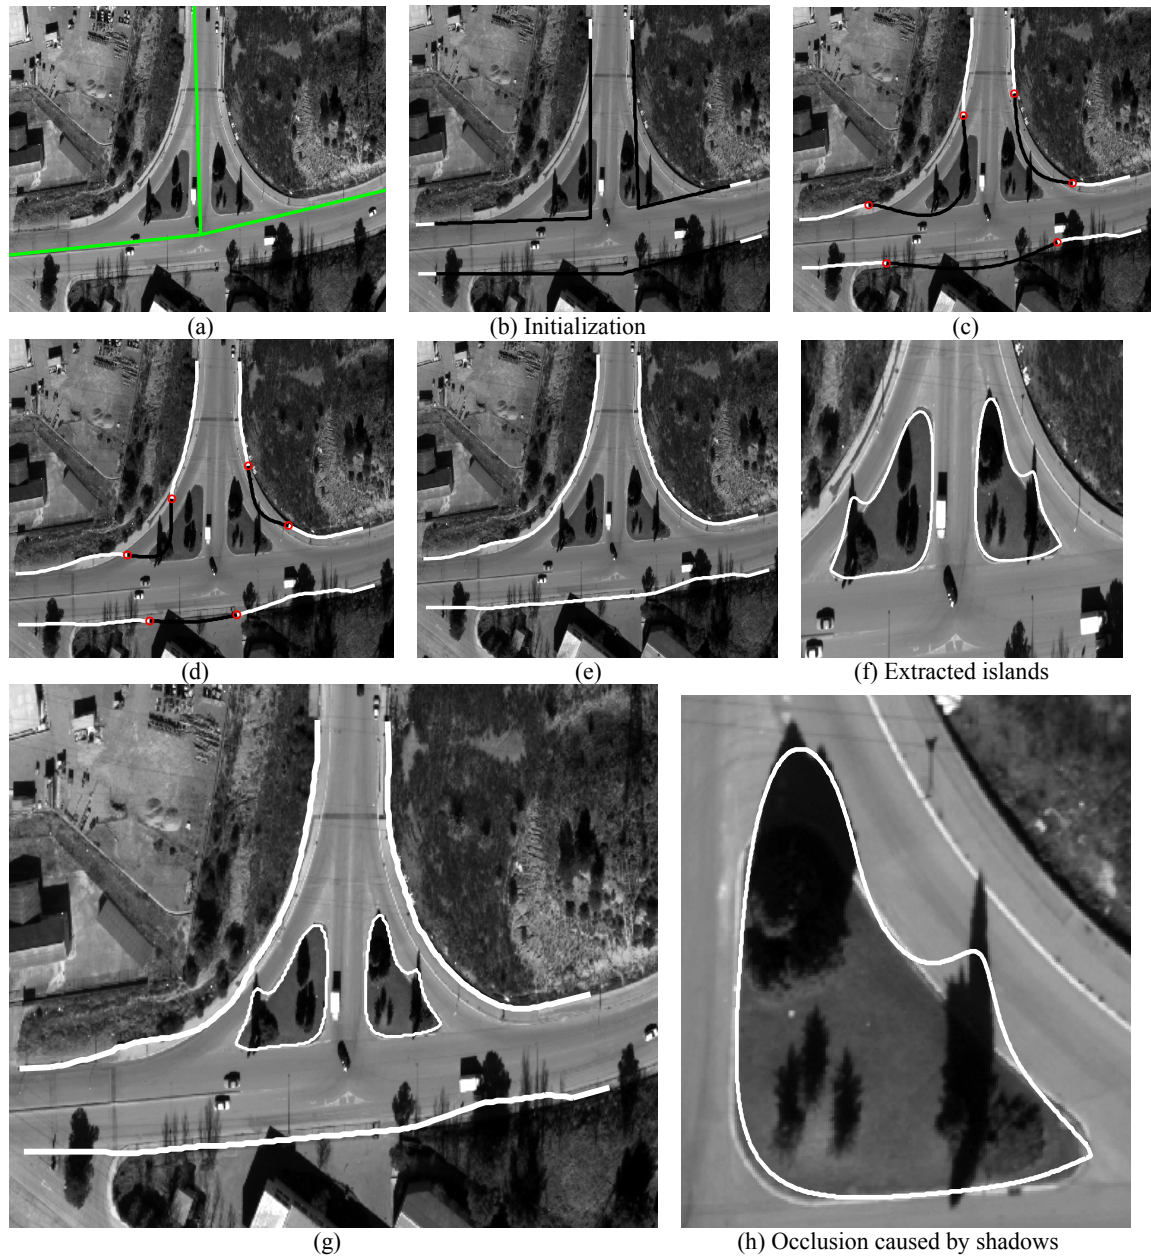 (a)
(b) Initialization
(c)
(d)
(e)
(f) Extracted islands
(g)
(h) Occlusion caused by shadows